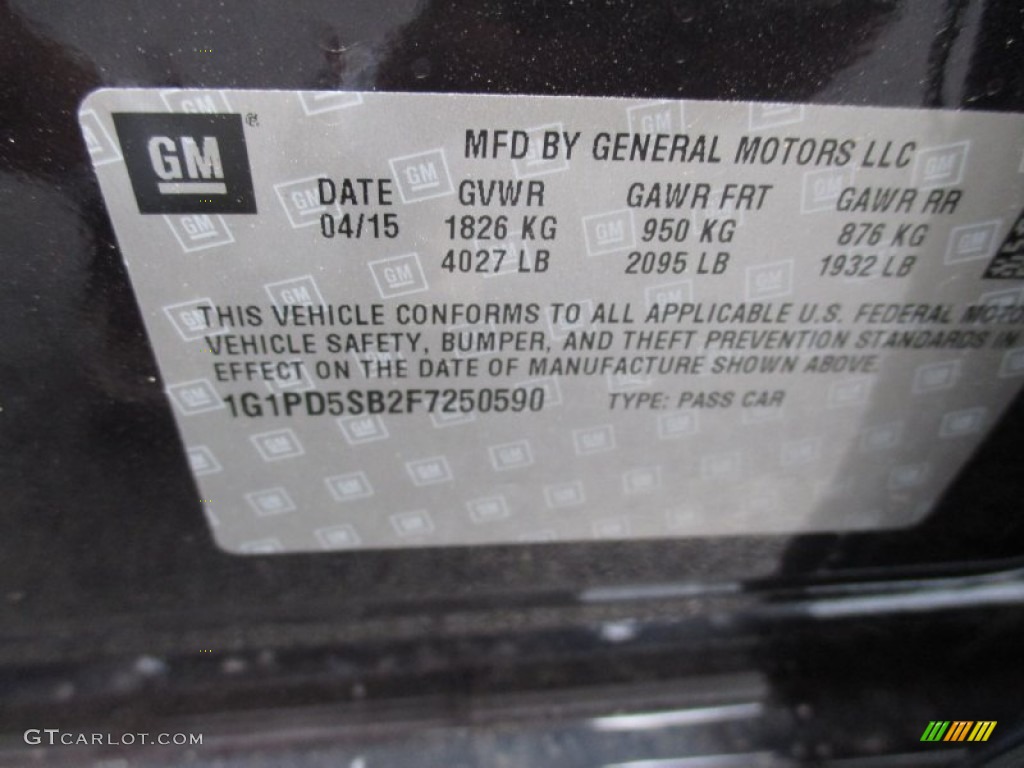 GM
MFD BY GENERAL MOTORS LLC
DATE GVWR GAWR FRT GAWR RR
04/15 1826 KG 950 KG 876 KG
4027 LB 2095 LB 1932 LB
THIS VEHICLE CONFORMS TO ALL APPLICABLE U.S. FEDERAL MOTO
VEHICLE SAFETY, BUMPER, AND THEFT PREVENTION STANDARDS IN
EFFECT ON THE DATE OF MANUFACTURE SHOWN ABOVE.
1G1PD5SB2F7250590 TYPE: PASS CAR
GTCARLOT.COM